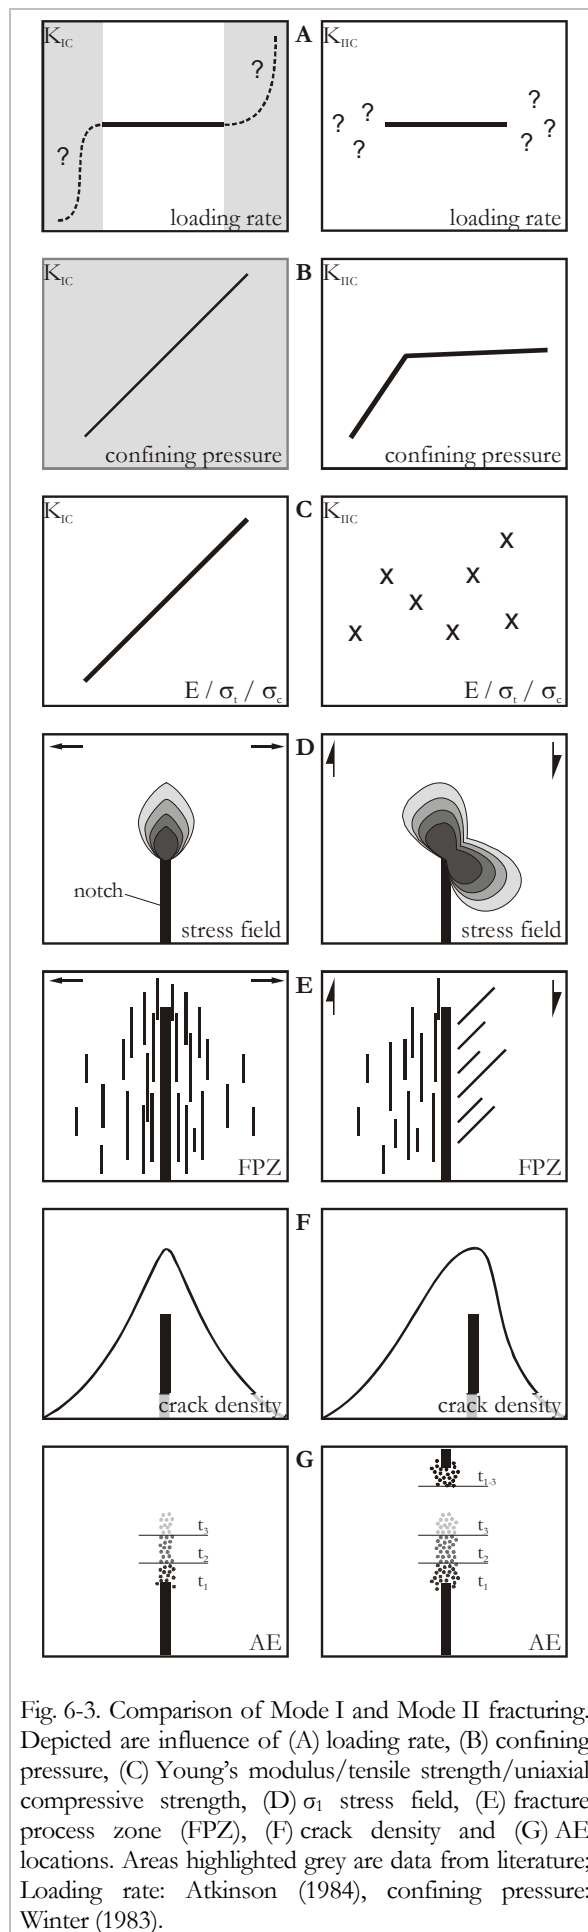 K_IC A K_IIC
? ? ? ? ? ? ? ?
loading rate loading rate
K_IC B K_IIC
confining pressure confining pressure
K_IC C K_IIC
x x x x x x x
E / σ_t / σ_c E / σ_t / σ_c
D
notch
stress field stress field
E
FPZ FPZ
F
crack density crack density
G
t_1-3
t_3 t_3
t_2 t_2
t_1 t_1
AE AE
Fig. 6-3. Comparison of Mode I and Mode II fracturing.
Depicted are influence of (A) loading rate, (B) confining
pressure, (C) Young's modulus/tensile strength/uniaxial
compressive strength, (D) σ_1 stress field, (E) fracture
process zone (FPZ), (F) crack density and (G) AE
locations. Areas highlighted grey are data from literature;
Loading rate: Atkinson (1984), confining pressure:
Winter (1983).